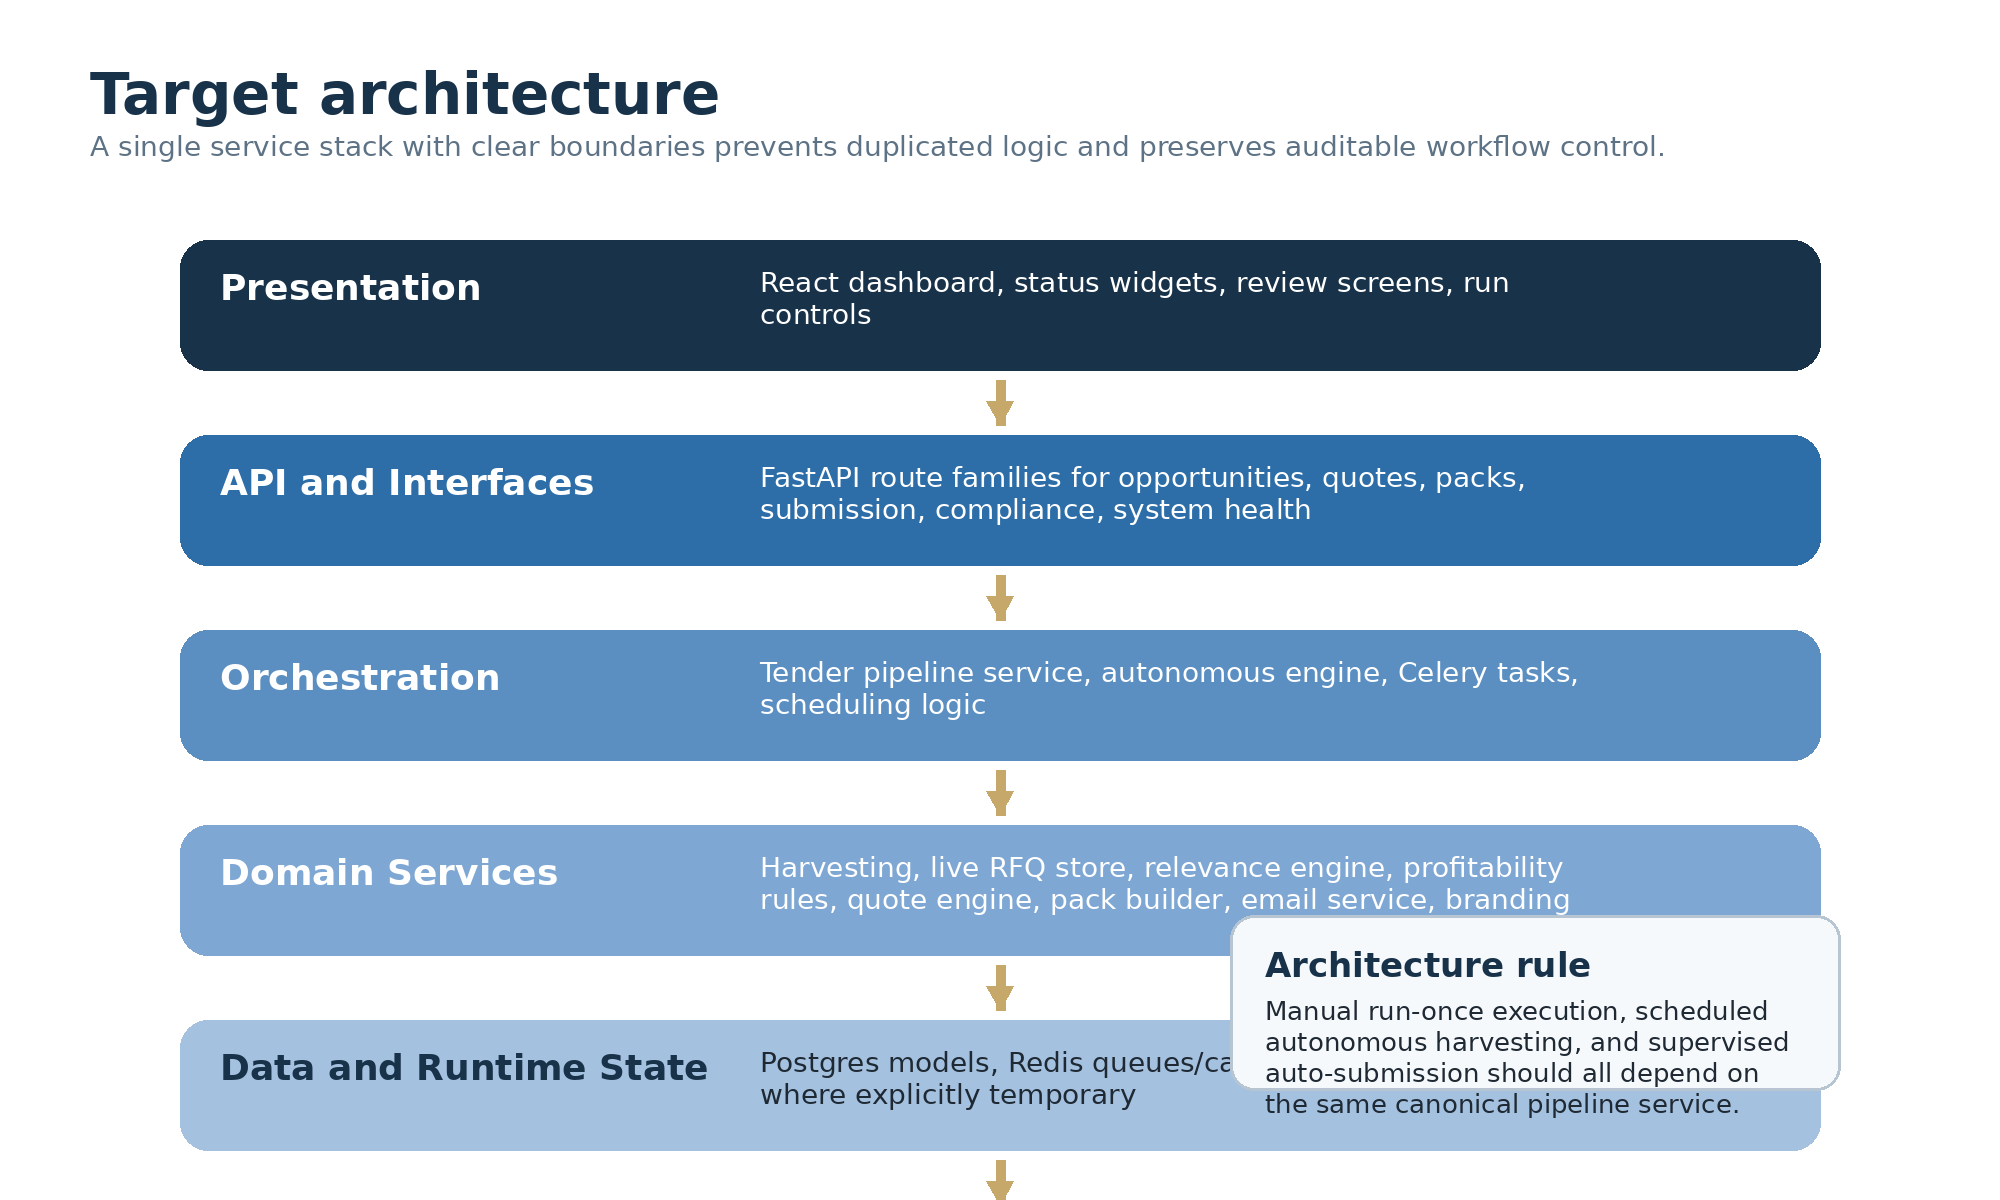 Target architecture
A single service stack with clear boundaries prevents duplicated logic and preserves auditable workflow control.
Presentation
React dashboard, status widgets, review screens, run
controls
API and Interfaces
FastAPI route families for opportunities, quotes, packs,
submission, compliance, system health
Orchestration
Tender pipeline service, autonomous engine, Celery tasks,
scheduling logic
Domain Services
Harvesting, live RFQ store, relevance engine, profitability
rules, quote engine, pack builder, email service, branding
Data and Runtime State
Postgres models, Redis
where explicitly temporary
Architecture rule
Manual run-once execution, scheduled
autonomous harvesting, and supervised
auto-submission should all depend on
the same canonical pipeline service.